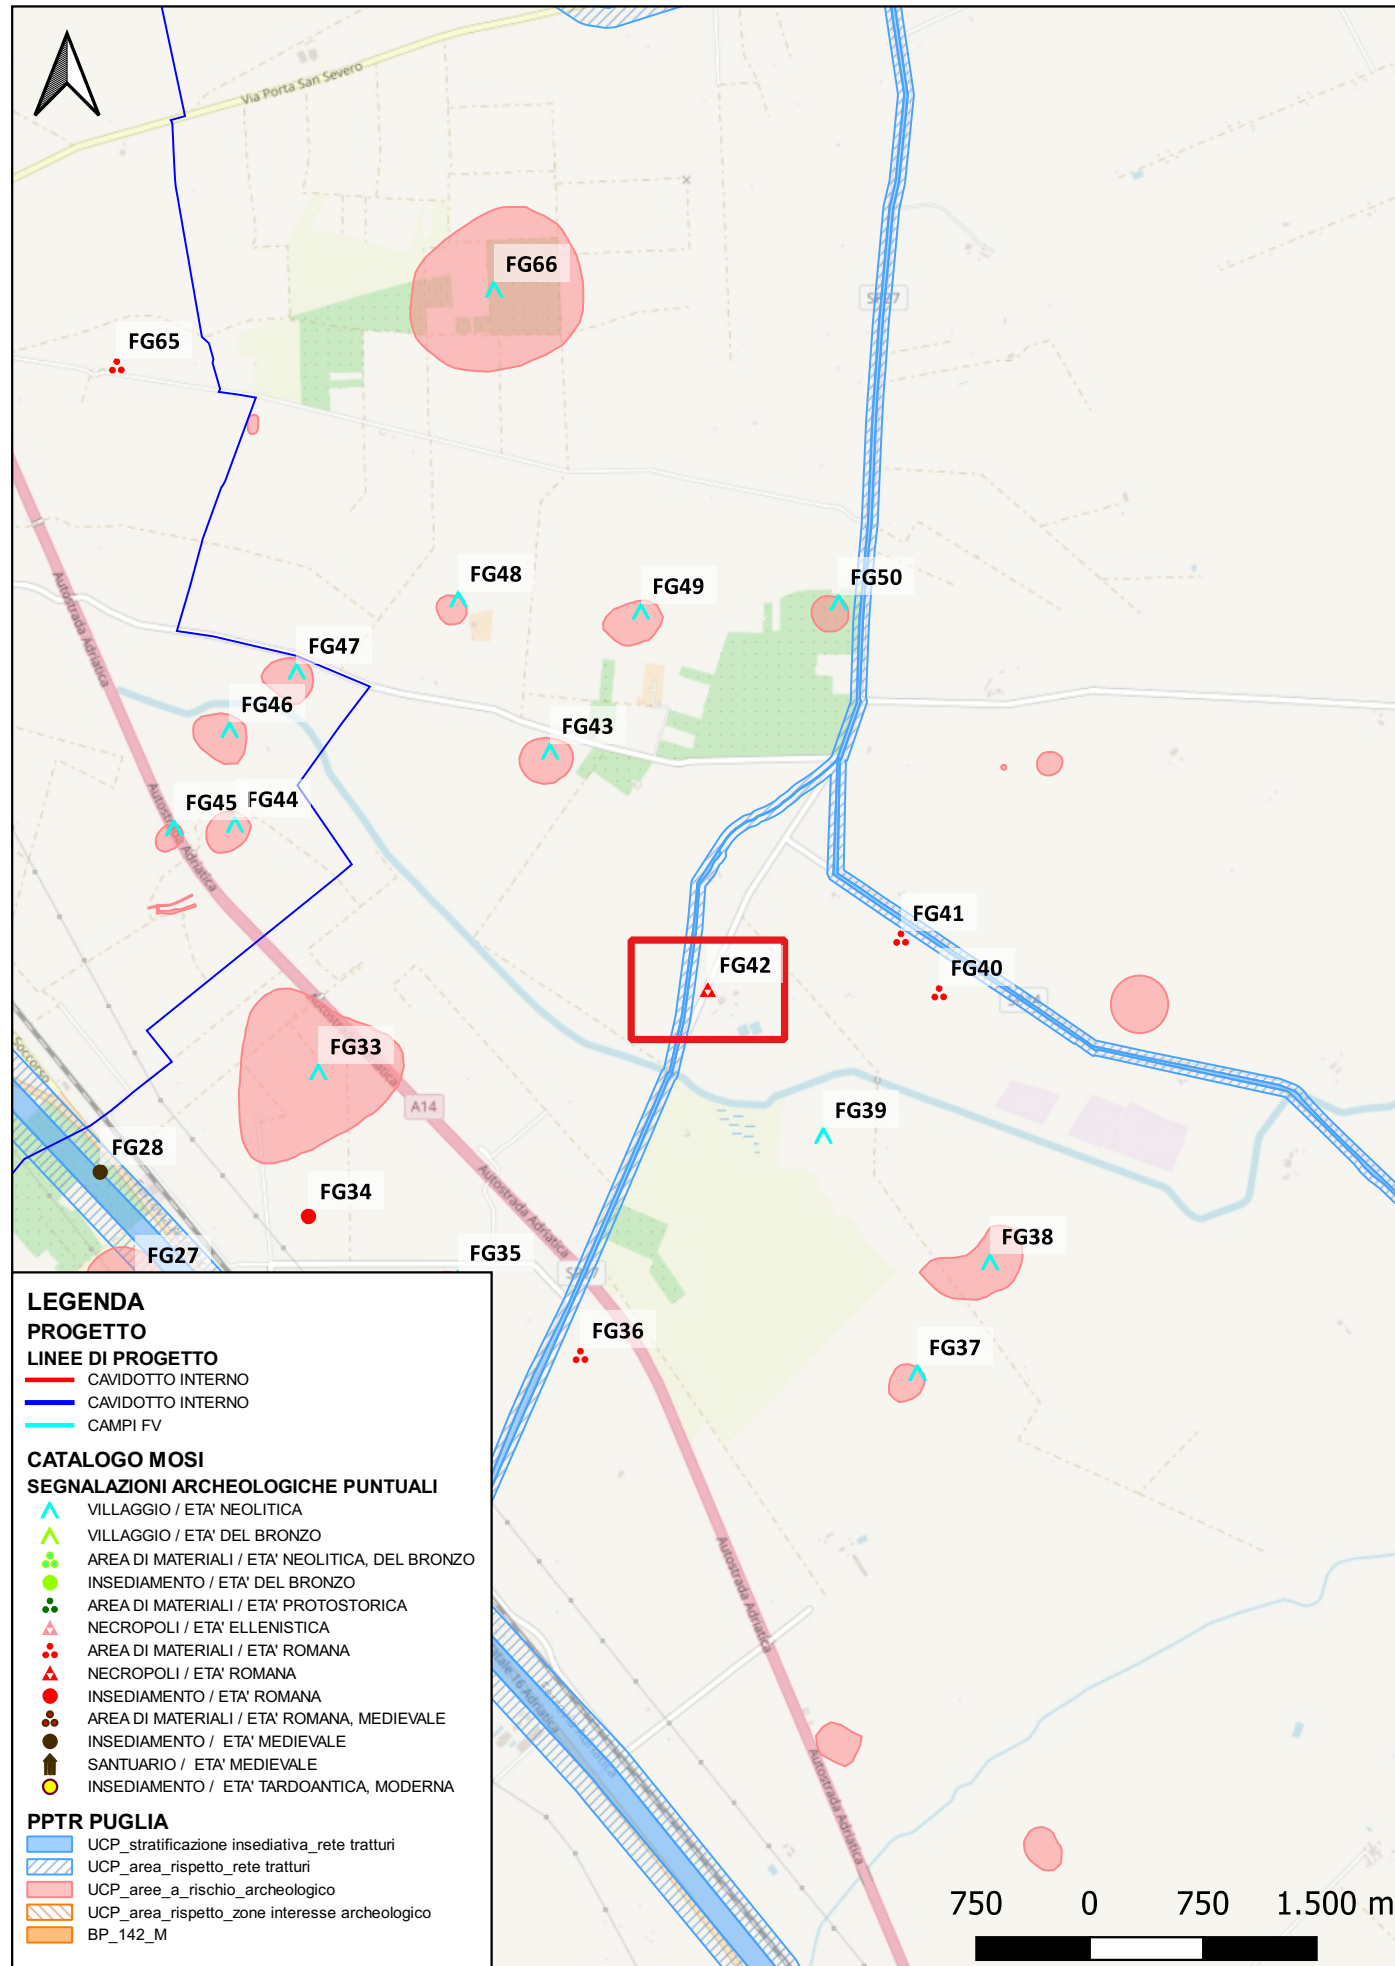 Via Porta San Severo
FG66
SP27
FG65
FG48
FG49
FG50
Autostrada Adriatica
FG47
FG46
FG43
FG45
FG44
Autostrada Adriatica
FG41
FG42
FG40
FG33
A14
FG39
Soccorso
FG28
Autostrada Adriatica
FG34
FG38
FG27
FG35
FG36
FG37
LEGENDA
PROGETTO
LINEE DI PROGETTO
CAVIDOTTO INTERNO
CAVIDOTTO INTERNO
CAMPI FV
CATALOGO MOSI
SEGNALAZIONI ARCHEOLOGICHE PUNTUALI
VILLAGGIO / ETA' NEOLITICA
VILLAGGIO / ETA' DEL BRONZO
AREA DI MATERIALI / ETA' NEOLITICA, DEL BRONZO
INSEDIAMENTO / ETA' DEL BRONZO
AREA DI MATERIALI / ETA' PROTOSTORICA
NECROPOLI / ETA' ELLENISTICA
AREA DI MATERIALI / ETA' ROMANA
NECROPOLI / ETA' ROMANA
INSEDIAMENTO / ETA' ROMANA
AREA DI MATERIALI / ETA' ROMANA, MEDIEVALE
INSEDIAMENTO / ETA' MEDIEVALE
SANTUARIO / ETA' MEDIEVALE
INSEDIAMENTO / ETA' TARDOANTICA, MODERNA
PPTR PUGLIA
UCP_stratificazione insediativa_rete tratturi
UCP_area_rispetto_rete tratturi
UCP_aree_a_rischio_archeologico
UCP_area_rispetto_zone interesse archeologico
BP_142_M
Autostrada Adriatica
16 Adriatica
Autostrada Adriatica
750 0 750 1.500 m